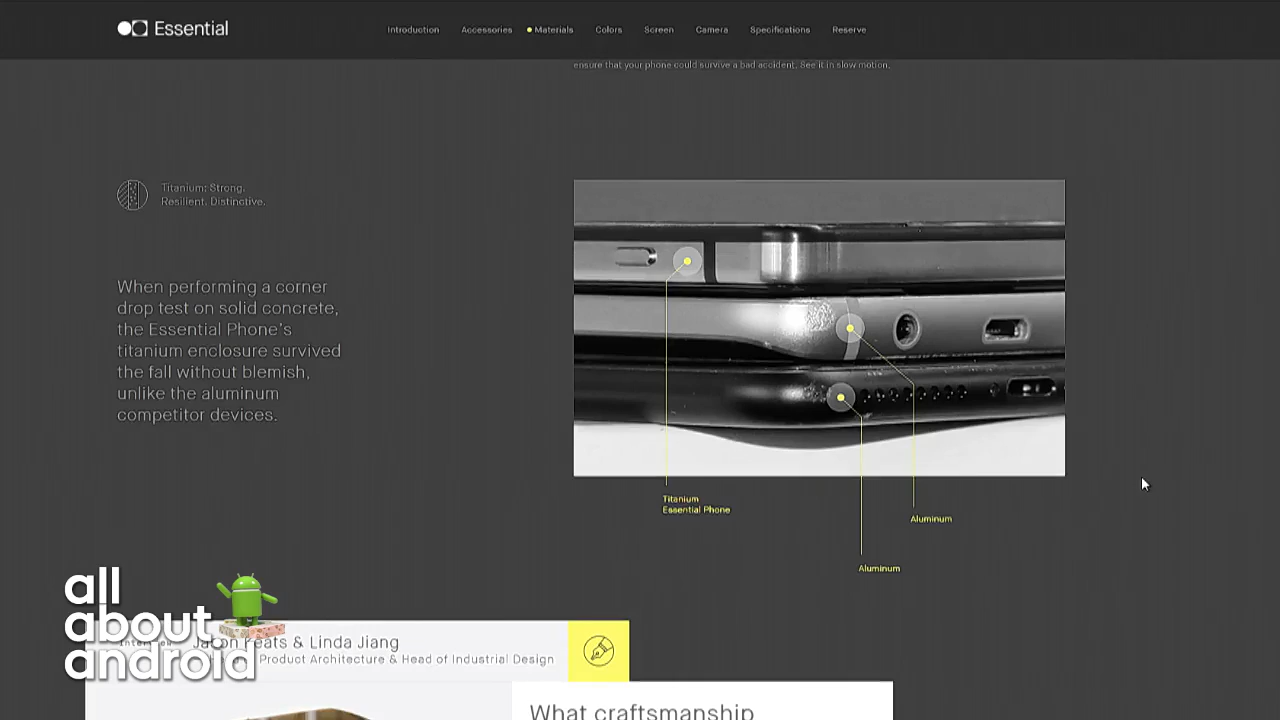 Essential
Introduction Accessories Materials Colors Screen Camera Specifications Reserve
ensure that your phone could survive a bad accident. See it in slow motion.
Titanium: Strong.
Resilient. Distinctive.
When performing a corner
drop test on solid concrete,
the Essential Phone's
titanium enclosure survived
the fall without blemish,
unlike the aluminum
competitor devices.
Titanium
Essential Phone
Aluminum
Aluminum
all
about
android
& Linda Jiang
Product Architecture & Head of Industrial Design
What craftsmanship